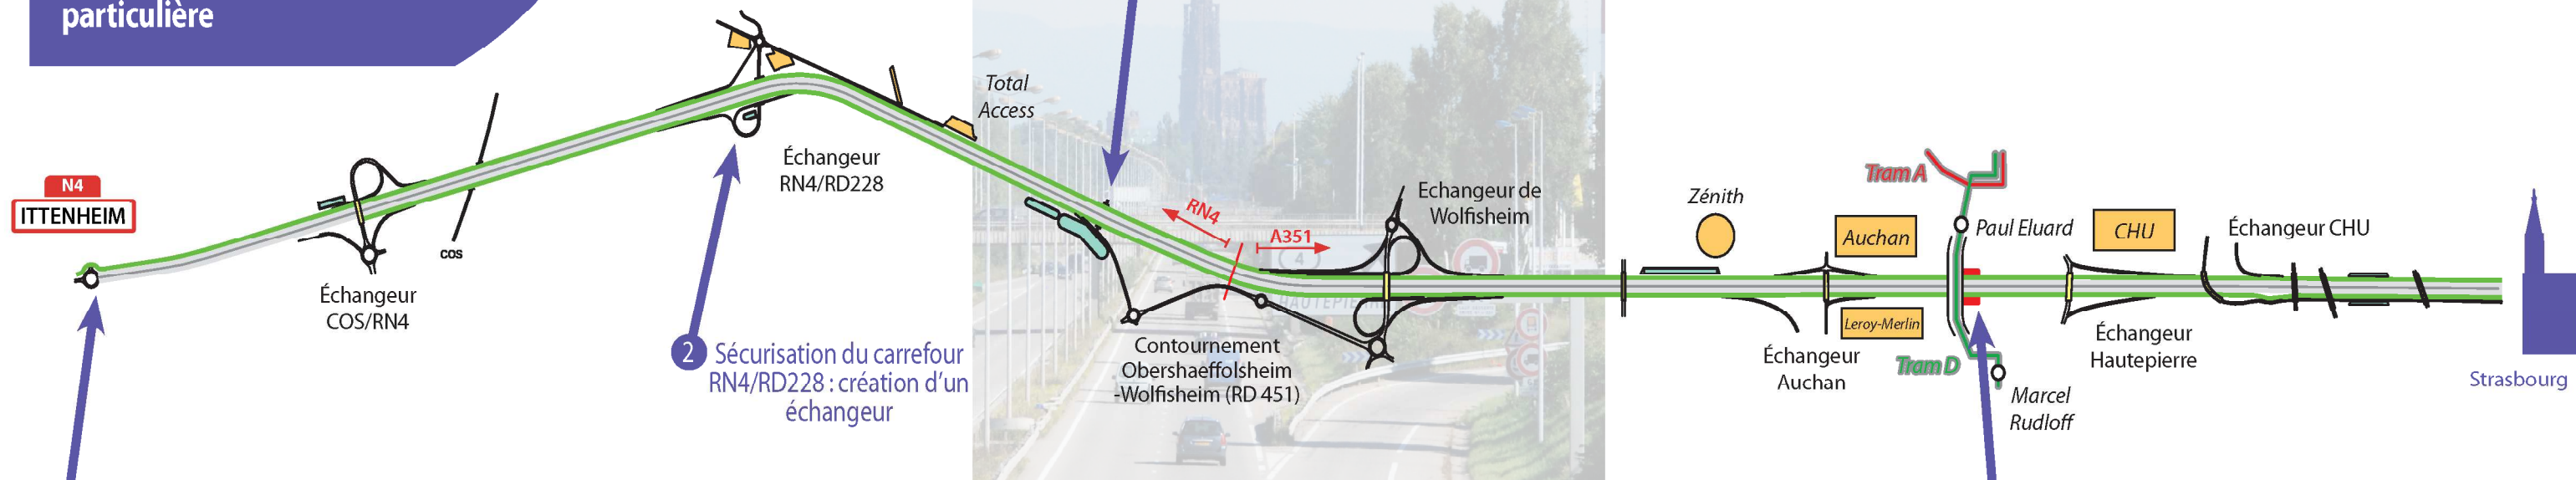 particulière
N4
ITTENHEIM
Échangeur
COS/RN4
cos
Échangeur
RN4/RD228
2 Sécurisation du carrefour
RN4/RD228 : création d'un
échangeur
Total
Access
RN4
A351
4
HAUTEPIE
Echangeur de
Wolfisheim
Contournement
Obershaeffolsheim
-Wolfisheim (RD 451)
Zénith
Auchan
Leroy-Merlin
Échangeur
Auchan
Tram A
Paul Eluard
Tram D
Marcel
Rudloff
CHU
Échangeur
Hautepierre
Échangeur CHU
Strasbourg